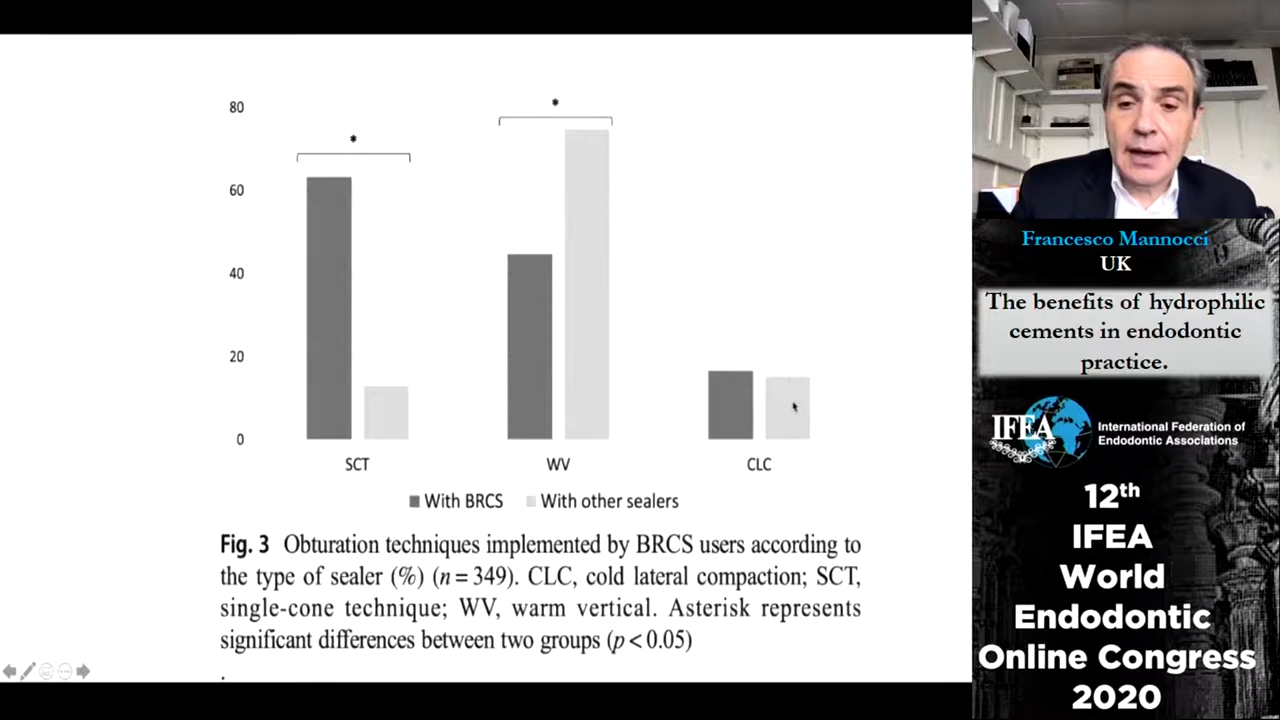 80
60
40
20
0
*
*
SCT
WV
CLC
With BRCS
With other sealers
Fig. 3 Obturation techniques implemented by BRCS users according to
the type of sealer (%) (n = 349). CLC, cold lateral compaction; SCT,
single-cone technique; WV, warm vertical. Asterisk represents
significant differences between two groups (p < 0.05)
.
Francesco Mannocci
UK
The benefits of hydrophilic
cements in endodontic
practice.
IFEA
International Federation of
Endodontic Associations
12th
IFEA
World
Endodontic
Online Congress
2020